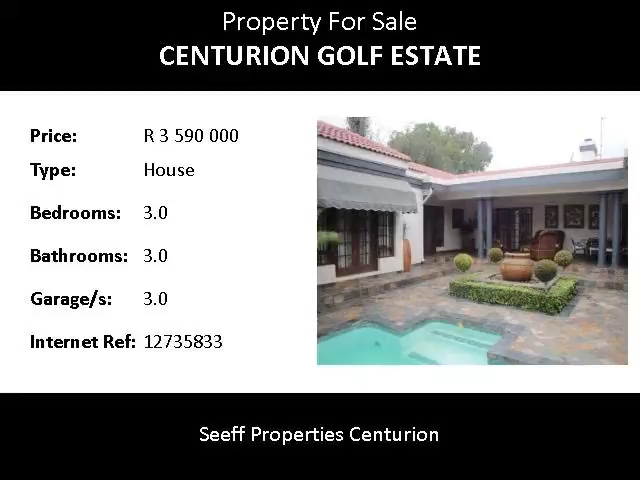 Property For Sale
CENTURION GOLF ESTATE
Price: R 3 590 000
Type: House
Bedrooms: 3.0
Bathrooms: 3.0
Garage/s: 3.0
Internet Ref: 12735833
Seeff Properties Centurion